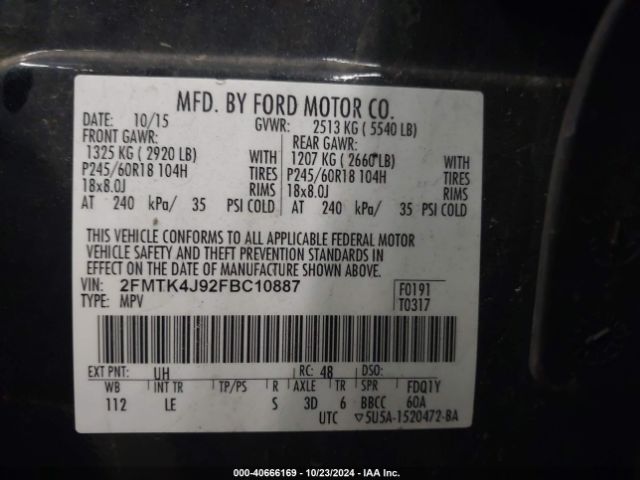 MFD. BY FORD MOTOR CO.
DATE: 10/15 GVWR: 2513 KG ( 5540 LB)
FRONT GAWR: REAR GAWR:
1325 KG ( 2920 LB) WITH 1207 KG ( 2660 LB) WITH
P245/60R18 104H TIRES P245/60R18 104H TIRES
18x8.0J RIMS 18x8.0J RIMS
AT 240 kPa/ 35 PSI COLD AT 240 kPa/ 35 PSI COLD
THIS VEHICLE CONFORMS TO ALL APPLICABLE FEDERAL MOTOR
VEHICLE SAFETY AND THEFT PREVENTION STANDARDS IN
EFFECT ON THE DATE OF MANUFACTURE SHOWN ABOVE.
VIN: 2FMTK4J92FBC10887 F0191
TYPE: MPV T0317
EXT PNT: UH RC: 48 DSO:
WB INT TR TP/PS R AXLE TR SPR FDQ1Y
112 LE S 3D 6 BBCC 60A
UTC ▽5U5A-1520472-BA
000-40666169 - 10/23/2024 - IAA Inc.